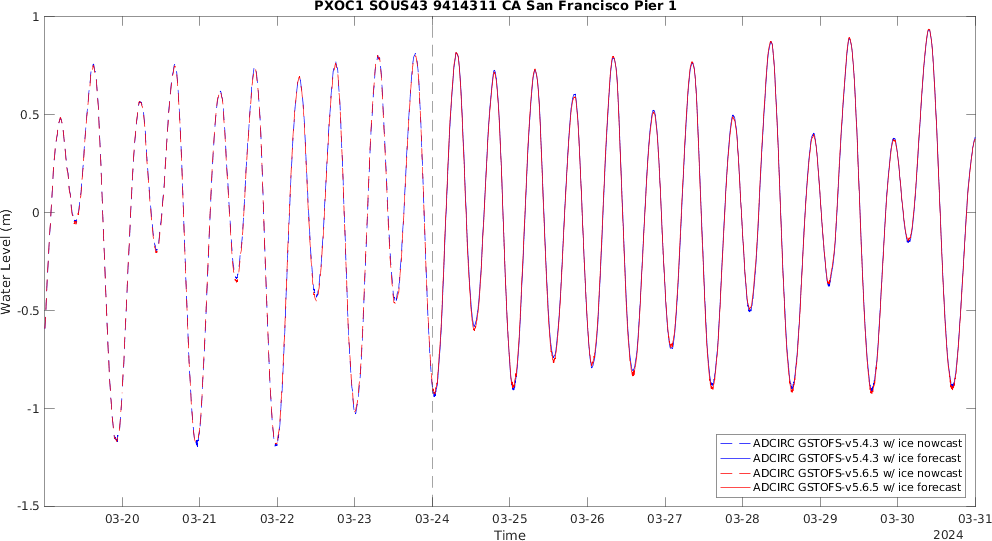 PXOC1 SOUS43 9414311 CA San Francisco Pier 1
Water Level (m)
1
0.5
0
-0.5
-1
-1.5
ADCIRC GSTOFS-v5.4.3 w/ ice nowcast
ADCIRC GSTOFS-v5.4.3 w/ ice forecast
ADCIRC GSTOFS-v5.6.5 w/ ice nowcast
ADCIRC GSTOFS-v5.6.5 w/ ice forecast
03-20 03-21 03-22 03-23 03-24 03-25 03-26 03-27 03-28 03-29 03-30 03-31
Time
2024